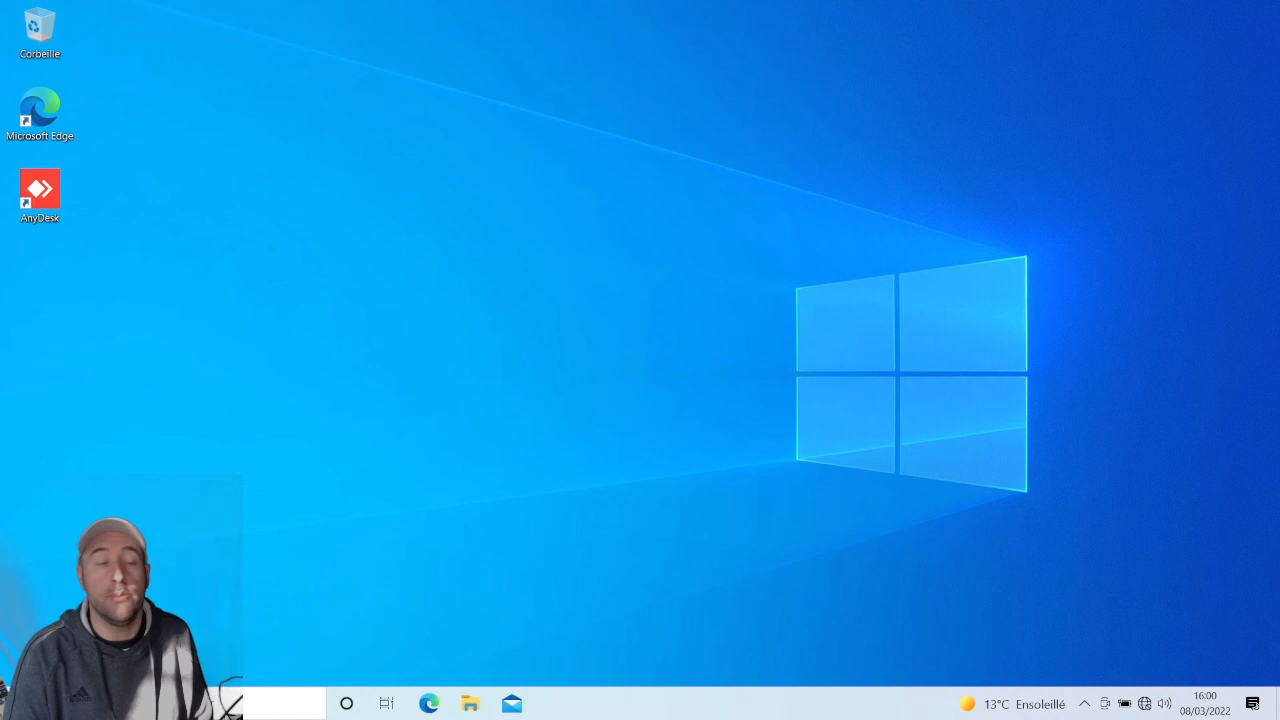 Corbeille
Microsoft Edge
AnyDesk
13°C Ensoleillé
16:00
08/03/2022